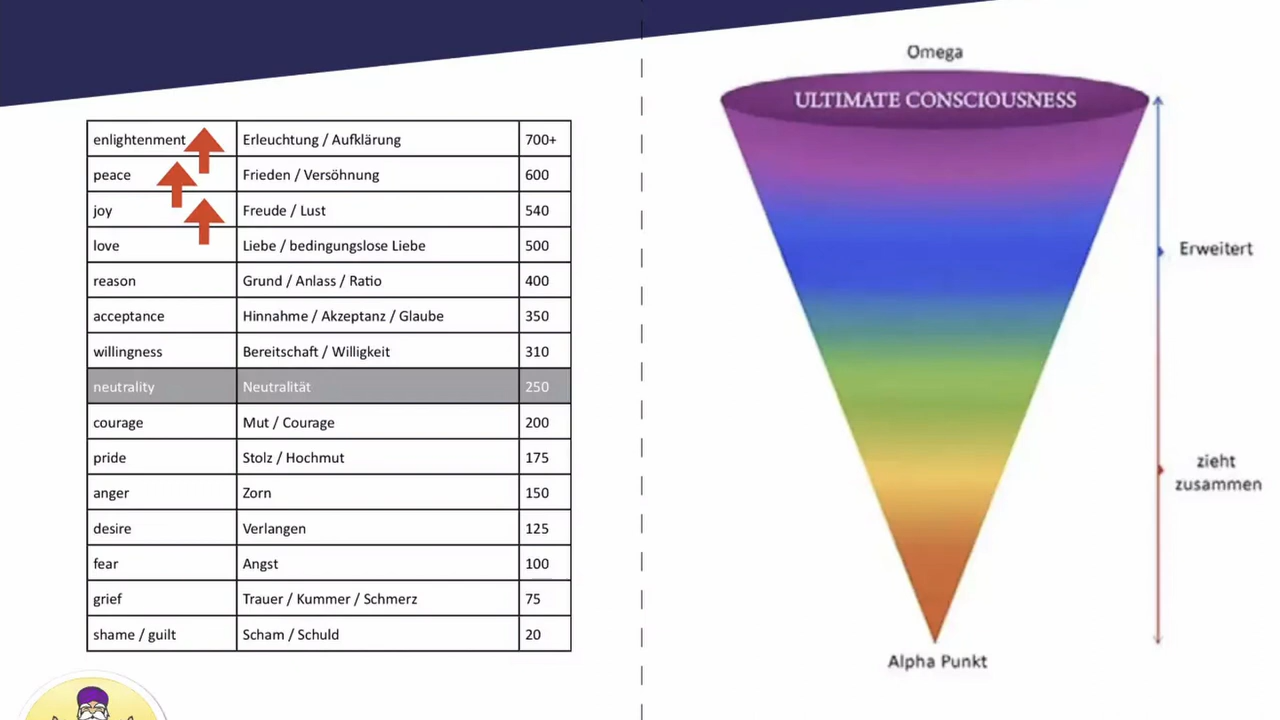 enlightenment Erleuchtung / Aufklärung 700+
peace Frieden / Versöhnung 600
joy Freude / Lust 540
love Liebe / bedingungslose Liebe 500
reason Grund / Anlass / Ratio 400
acceptance Hinnahme / Akzeptanz / Glaube 350
willingness Bereitschaft / Willigkeit 310
neutrality Neutralität 250
courage Mut / Courage 200
pride Stolz / Hochmut 175
anger Zorn 150
desire Verlangen 125
fear Angst 100
grief Trauer / Kummer / Schmerz 75
shame / guilt Scham / Schuld 20
Omega
ULTIMATE CONSCIOUSNESS
Erweitert
zieht
zusammen
Alpha Punkt